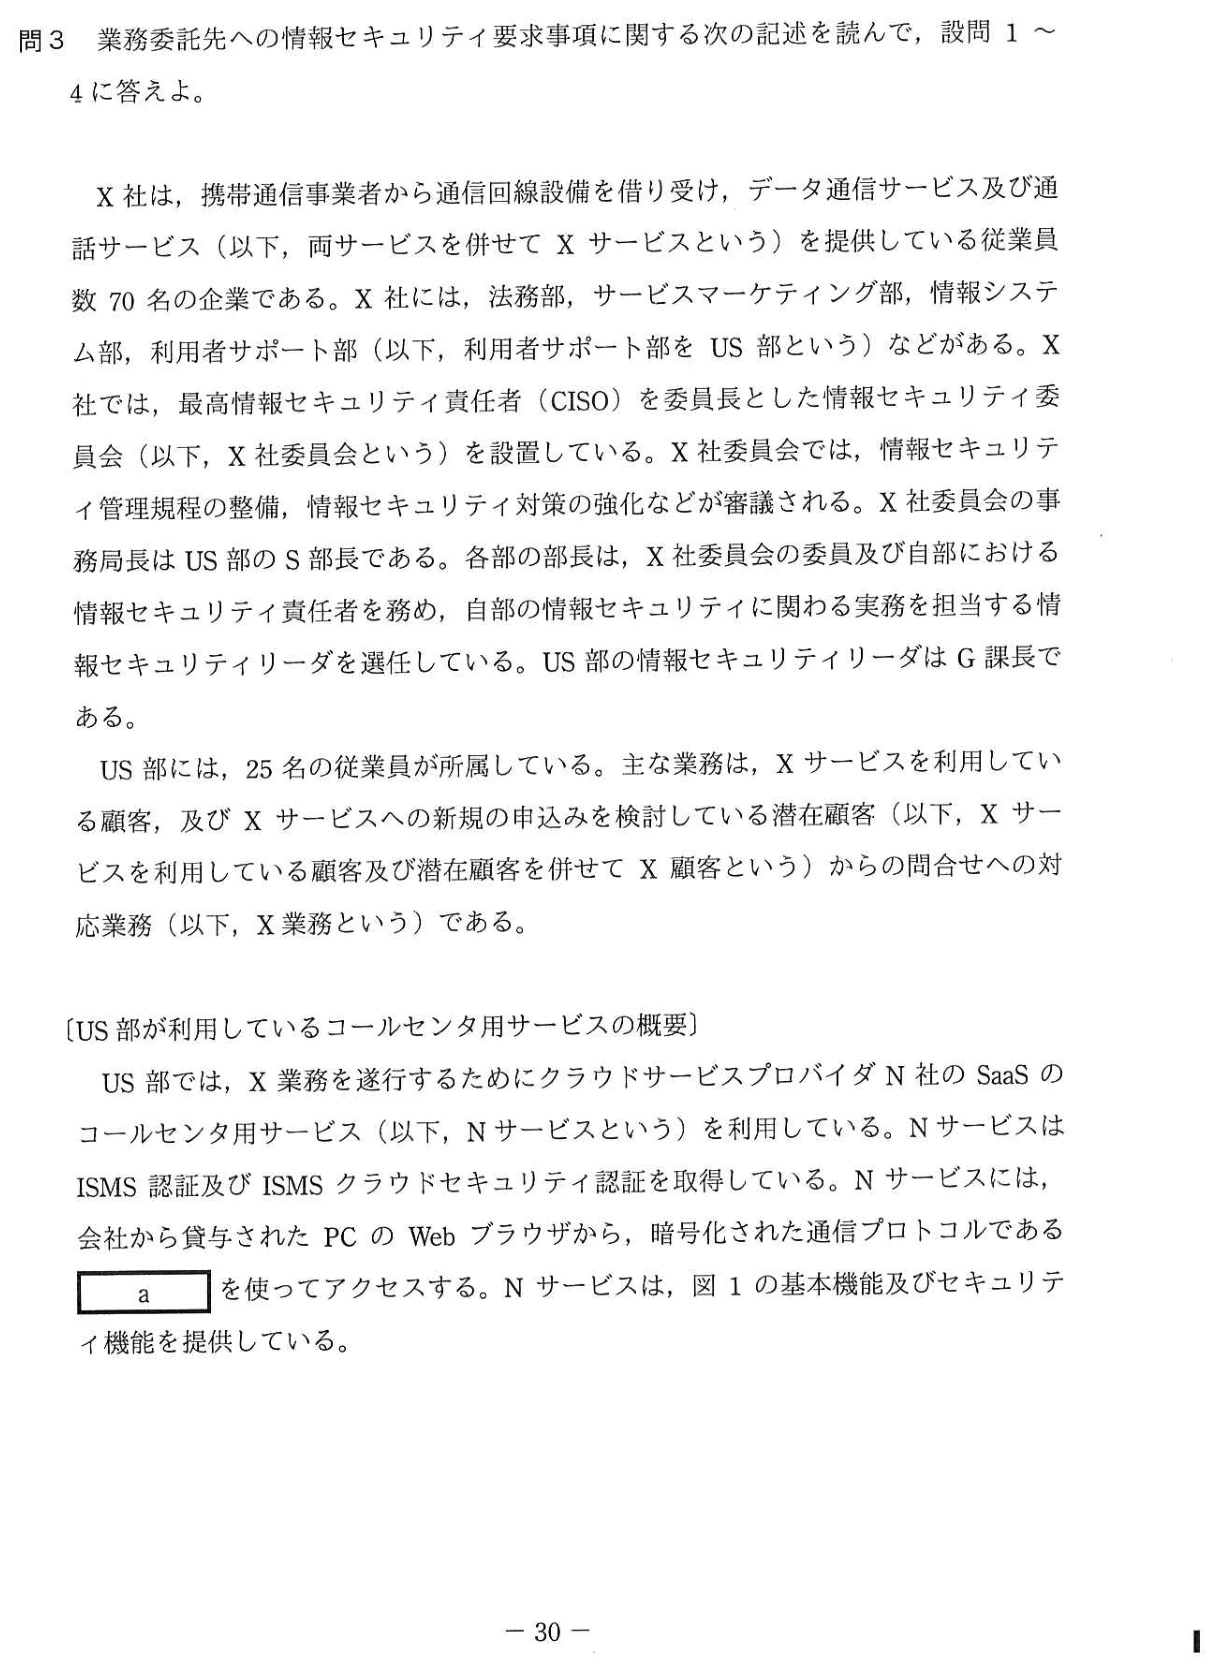 問3　業務委託先への情報セキュリティ要求事項に関する次の記述を読んで，設問 1 ～
4 に答えよ。
X 社は，携帯通信事業者から通信回線設備を借り受け，データ通信サービス及び通
話サービス（以下，両サービスを併せて X サービスという）を提供している従業員
数 70 名の企業である。X 社には，法務部，サービスマーケティング部，情報システ
ム部，利用者サポート部（以下，利用者サポート部を US 部という）などがある。X
社では，最高情報セキュリティ責任者（CISO）を委員長とした情報セキュリティ委
員会（以下，X 社委員会という）を設置している。X 社委員会では，情報セキュリテ
ィ管理規程の整備，情報セキュリティ対策の強化などが審議される。X 社委員会の事
務局長は US 部の S 部長である。各部の部長は，X 社委員会の委員及び自部における
情報セキュリティ責任者を務め，自部の情報セキュリティに関わる実務を担当する情
報セキュリティリーダを選任している。US 部の情報セキュリティリーダは G 課長で
ある。
US 部には，25 名の従業員が所属している。主な業務は，X サービスを利用してい
る顧客，及び X サービスへの新規の申込みを検討している潜在顧客（以下，X サー
ビスを利用している顧客及び潜在顧客を併せて X 顧客という）からの問合せへの対
応業務（以下，X 業務という）である。
〔US 部が利用しているコールセンタ用サービスの概要〕
US 部では，X 業務を遂行するためにクラウドサービスプロバイダ N 社の SaaS の
コールセンタ用サービス（以下，N サービスという）を利用している。N サービスは
ISMS 認証及び ISMS クラウドセキュリティ認証を取得している。N サービスには，
会社から貸与された PC の Web ブラウザから，暗号化された通信プロトコルである
a を使ってアクセスする。N サービスは，図 1 の基本機能及びセキュリテ
ィ機能を提供している。
－ 30 －